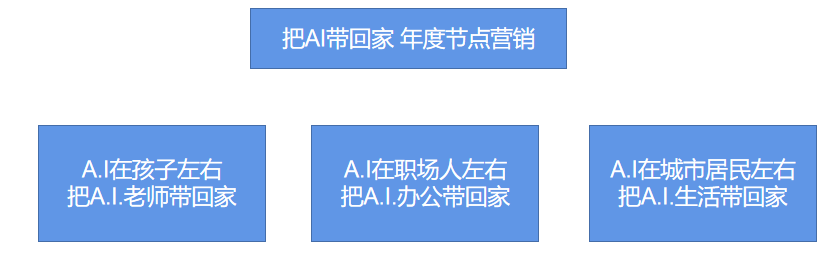 把AI带回家 年度节点营销
A.I在孩子左右
把A.I.老师带回家
A.I在职场人左右
把A.I.办公带回家
A.I在城市居民左右
把A.I.生活带回家